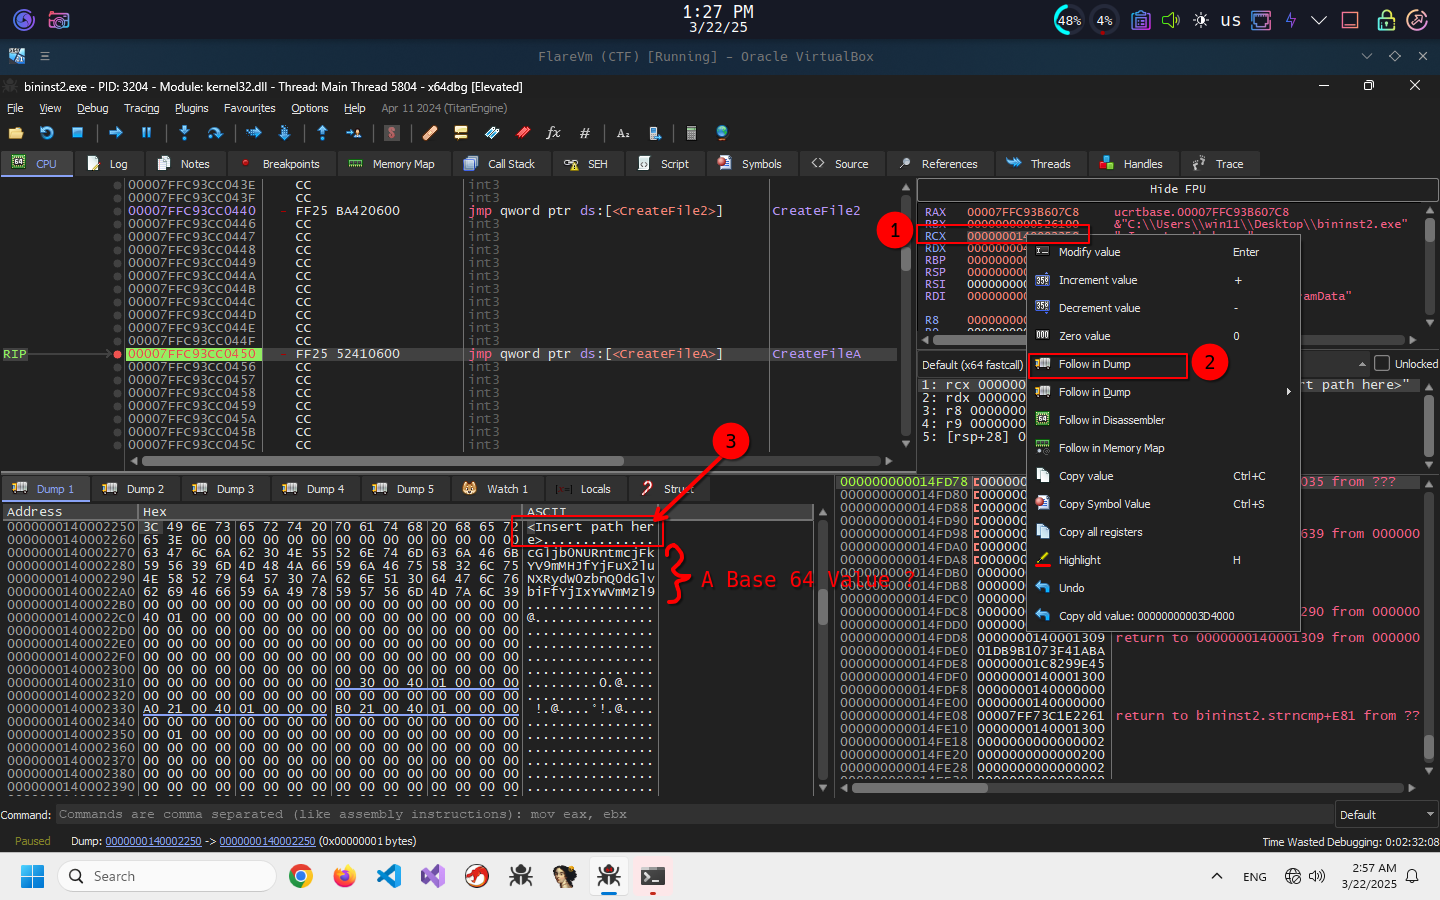 1:27 PM
3/22/25
48%
4%
us
FlareVm (CTF) [Running] - Oracle VirtualBox
bininst2.exe - PID: 3204 - Module: kernel32.dll - Thread: Main Thread 5804 - x64dbg [Elevated]
File View Debug Tracing Plugins Favourites Options Help Apr 11 2024 (TitanEngine)
CPU Log Notes Breakpoints Memory Map Call Stack SEH Script Symbols Source References Threads Handles Trace
00007FFC93CC043E CC int3
00007FFC93CC043F CC int3
00007FFC93CC0440 FF25 BA420600 jmp qword ptr ds:[<CreateFile2>] CreateFile2
00007FFC93CC0446 CC int3
00007FFC93CC0447 CC int3
00007FFC93CC0448 CC int3
00007FFC93CC0449 CC int3
00007FFC93CC044A CC int3
00007FFC93CC044B CC int3
00007FFC93CC044C CC int3
00007FFC93CC044D CC int3
00007FFC93CC044E CC int3
00007FFC93CC044F CC int3
RIP 00007FFC93CC0450 FF25 52410600 jmp qword ptr ds:[<CreateFileA>] CreateFileA
00007FFC93CC0456 CC int3
00007FFC93CC0457 CC int3
00007FFC93CC0458 CC int3
00007FFC93CC0459 CC int3
00007FFC93CC045A CC int3
00007FFC93CC045B CC int3
00007FFC93CC045C CC int3
Hide FPU
RAX 00007FFC93B607C8 ucrtbase.00007FFC93B607C8
RBX &"C:\\Users\\win11\\Desktop\\bininst2.exe"
1
RCX
RDX
RBP
RSP
RSI
RDI ramData"
R8
Modify value Enter
Increment value +
Decrement value -
Zero value 0
Follow in Dump
2
Follow in Dump
Follow in Disassembler
Follow in Memory Map
Copy value Ctrl+C
Copy Symbol Value Ctrl+S
Copy all registers
Highlight H
Undo
Copy old value: 00000000003D4000
Default (x64 fastcall)
Unlocked
1: rcx 000000 rt path here>"
2: rdx 000000
3: r8 0000000
4: r9 0000000
5: [rsp+28] 0
3
Dump 1 Dump 2 Dump 3 Dump 4 Dump 5 Watch 1 Locals Struct
Address Hex ASCII
0000000140002250 3C 49 6E 73 65 72 74 20 70 61 74 68 20 68 65 72 <Insert path her
0000000140002260 65 3E 00 00 00 00 00 00 00 00 00 00 00 00 00 00 e>..............
0000000140002270 63 47 6C 6A 62 30 4E 55 52 6E 74 6D 63 6A 46 6B cGljb0NURntmcjFk
0000000140002280 59 56 39 6D 4D 48 4A 66 59 6A 46 75 58 32 6C 75 YV9mMHJfYjFuX2lu
0000000140002290 4E 58 52 79 64 57 30 7A 62 6E 51 30 64 47 6C 76 NXRydW0zbnQ0dGlv
00000001400022A0 62 69 46 66 59 6A 49 78 59 57 56 6D 4D 7A 6C 39 biFfYjIxYWVmMzl9
00000001400022B0 00 00 00 00 00 00 00 00 00 00 00 00 00 00 00 00 ................
00000001400022C0 40 01 00 00 00 00 00 00 00 00 00 00 00 00 00 00 @...............
00000001400022D0 00 00 00 00 00 00 00 00 00 00 00 00 00 00 00 00 ................
00000001400022E0 00 00 00 00 00 00 00 00 00 00 00 00 00 00 00 00 ................
00000001400022F0 00 00 00 00 00 00 00 00 00 00 00 00 00 00 00 00 ................
0000000140002300 00 00 00 00 00 00 00 00 00 00 00 00 00 00 00 00 ................
0000000140002310 00 00 00 00 00 00 00 00 00 30 00 40 01 00 00 00 .........0.@....
0000000140002320 00 00 00 00 00 00 00 00 00 00 00 00 00 00 00 00 ................
0000000140002330 A0 21 00 40 01 00 00 00 B0 21 00 40 01 00 00 00 !.@....°!.@....
0000000140002340 00 00 00 00 00 00 00 00 00 00 00 00 00 00 00 00 ................
0000000140002350 00 01 00 00 00 00 00 00 00 00 00 00 00 00 00 00 ................
0000000140002360 00 00 00 00 00 00 00 00 00 00 00 00 00 00 00 00 ................
0000000140002370 00 00 00 00 00 00 00 00 00 00 00 00 00 00 00 00 ................
0000000140002380 00 00 00 00 00 00 00 00 00 00 00 00 00 00 00 00 ................
0000000140002390 00 00 00 00 00 00 00 00 00 00 00 00 00 00 00 00 ................
A Base 64 Value ?
000000000014FD78 000000 035 from ???
000000000014FD80 000000
000000000014FD88 000000
000000000014FD90 000000
000000000014FD98 000000 639 from 000000
000000000014FDA0 000000
000000000014FDA8 000000
000000000014FDB0 000000
000000000014FDB8 000000
000000000014FDC0 000000
000000000014FDC8 000000 290 from 000000
000000000014FDD0 000000
000000000014FDD8 0000000140001309 return to 0000000140001309 from 000000
000000000014FDE0 01DB9B1073F41ABA
000000000014FDE8 00000001C8299E45
000000000014FDF0 0000000140001300
000000000014FDF8 0000000140000000
000000000014FE00 0000000140000000
000000000014FE08 00007FF73C1E2261 return to bininst2.strncmp+E81 from ??
000000000014FE10 0000000140001300
000000000014FE18 0000000000000002
000000000014FE20 0000000000000200
000000000014FE28 0000000000000002
Command: Commands are comma separated (like assembly instructions): mov eax, ebx
Default
Paused Dump: 0000000140002250 -> 0000000140002250 (0x00000001 bytes)
Time Wasted Debugging: 0:02:32:08
Search
ENG
2:57 AM
3/22/2025